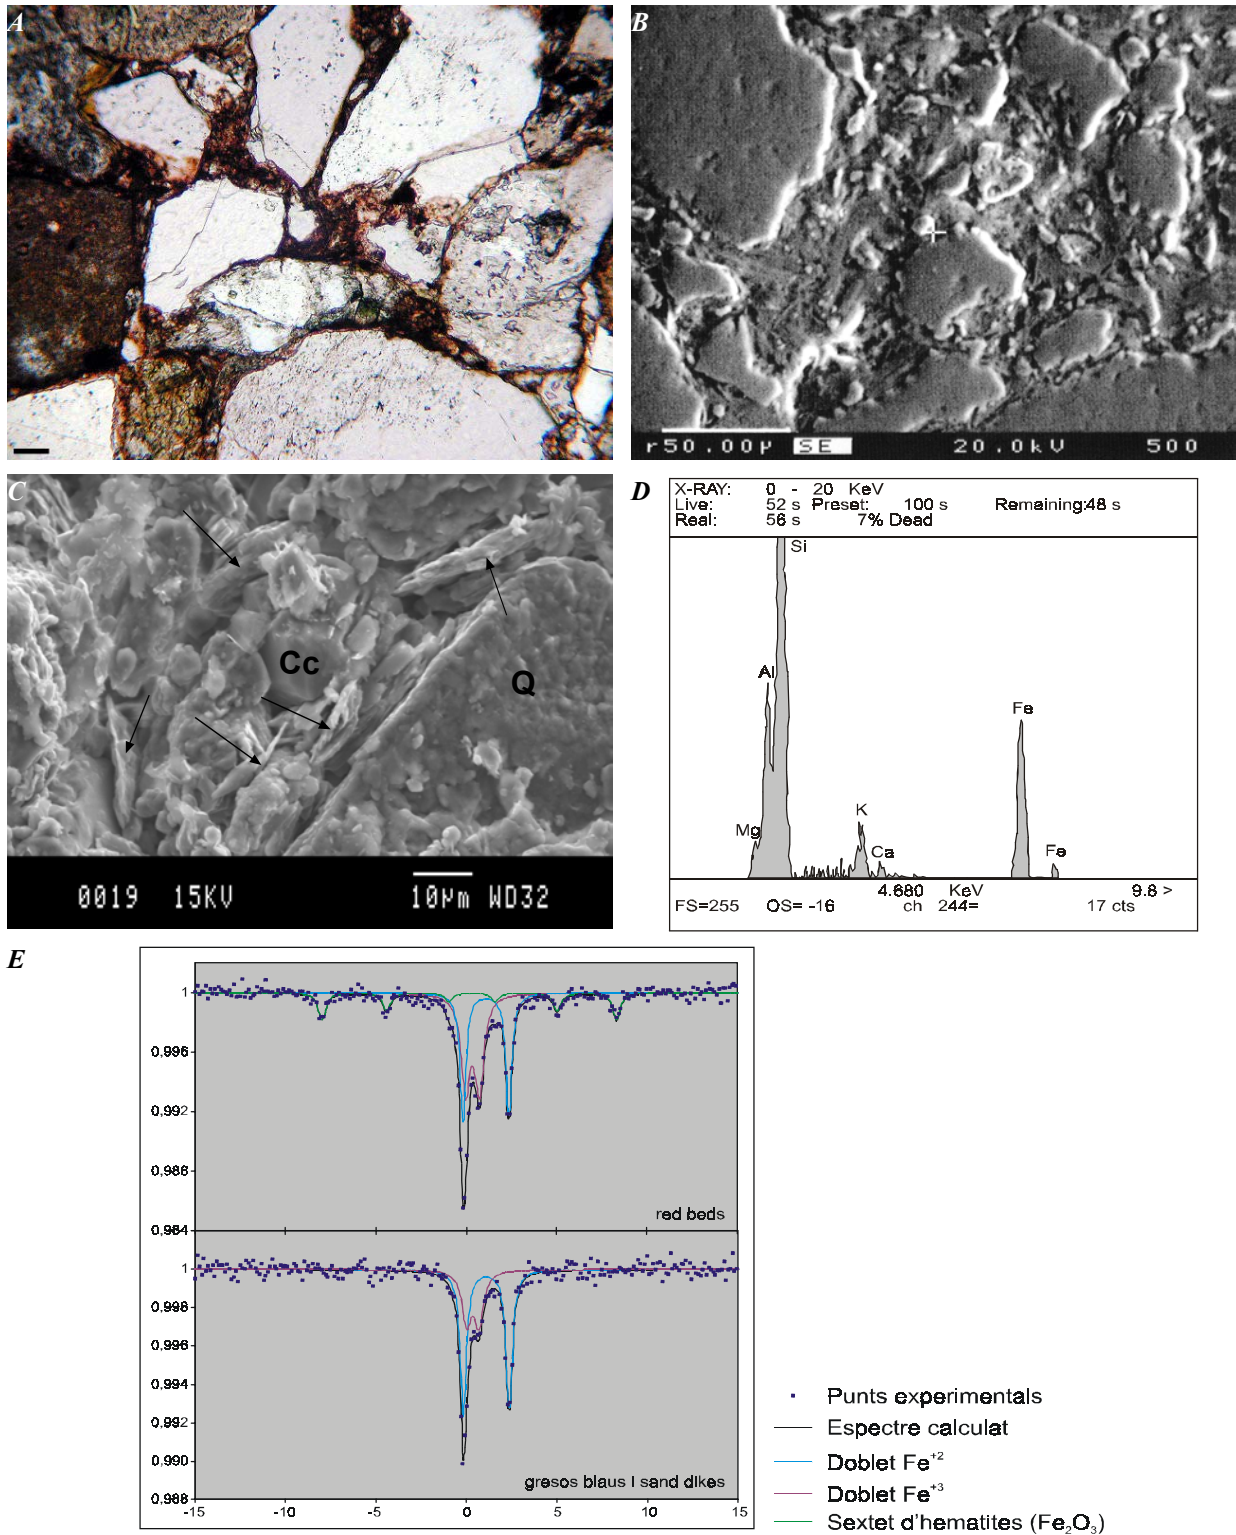 A
B
r50.00µ SE 20.0kV 500
C
Cc
Q
0019 15KV 10µm WD32
D
X-RAY: 0 - 20 KeV
Live: 52 s Preset: 100 s Remaining:48 s
Real: 56 s 7% Dead
Si
Al
Fe
K
Mg
Ca
Fe
4.680 KeV 9.8 >
FS=255 OS= -16 ch 244= 17 cts
E
1
0,996
0,992
0,986
red beds
0,984
1
0,998
0,996
0,994
0,992
0,990
gresos blaus I sand dikes
0,988
-15 -10 -5 0 5 10 15
Punts experimentals
Espectre calculat
Doblet Fe+2
Doblet Fe+3
Sextet d'hematites (Fe2O3)